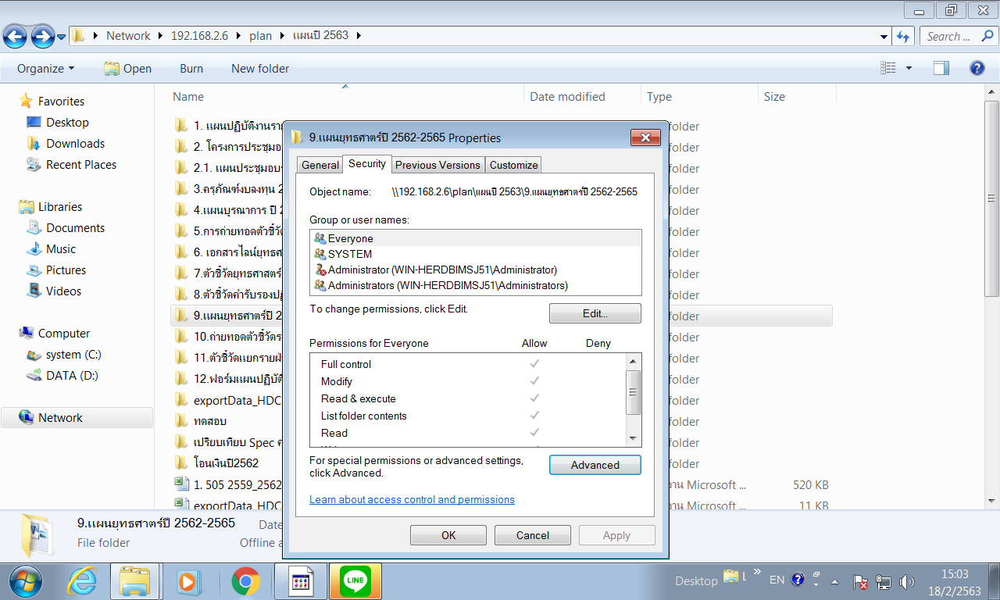 Network ▸ 192.168.2.6 ▸ plan ▸ แผนปี 2563 ▸
Search ...
Organize
Open
Burn
New folder
Name
Date modified
Type
Size
Favorites
Desktop
Downloads
Recent Places
Libraries
Documents
Music
Pictures
Videos
Computer
system (C:)
DATA (D:)
Network
1. แผนปฏิบัติงานราย
folder
2. โครงการประชุมอ
folder
2.1. แผนประชุมอบ
folder
3.ครุภัณฑ์งบลงทุน 2
folder
4.แผนบูรณาการ ปี 2
folder
5.การถ่ายทอดตัวชี้วั
folder
6. เอกสารไลน์ยุทธศ
folder
7.ตัวชี้วัดยุทธศาสตร์
folder
8.ตัวชี้วัดคำรับรองป
folder
9.แผนยุทธศาตร์ปี 2
folder
10.ถ่ายทอดตัวชี้วัด
folder
11.ตัวชี้วัดแยกรายฝ่
folder
12.ฟอร์มแผนปฏิบัติ
folder
exportData_HDC
folder
ทดสอบ
folder
เปรียบเทียบ Spec
folder
โอนเงินปี2562
folder
1. 505 2559_2562
งาน Microsoft ...
520 KB
exportData_HDC
งาน Microsoft ...
11 KB
9.แผนยุทธศาตร์ปี 2562-2565 Properties
General
Security
Previous Versions
Customize
Object name: \\192.168.2.6\plan\แผนปี 2563\9.แผนยุทธศาตร์ปี 2562-2565
Group or user names:
Everyone
SYSTEM
Administrator (WIN-HERDBIMSJ51\Administrator)
Administrators (WIN-HERDBIMSJ51\Administrators)
To change permissions, click Edit.
Edit...
Permissions for Everyone
Allow
Deny
Full control
Modify
Read & execute
List folder contents
Read
For special permissions or advanced settings,
click Advanced.
Advanced
Learn about access control and permissions
OK
Cancel
Apply
9.แผนยุทธศาตร์ปี 2562-2565
Date
File folder
Offline a
LINE
Desktop
L
»
EN
15:03
18/2/2563